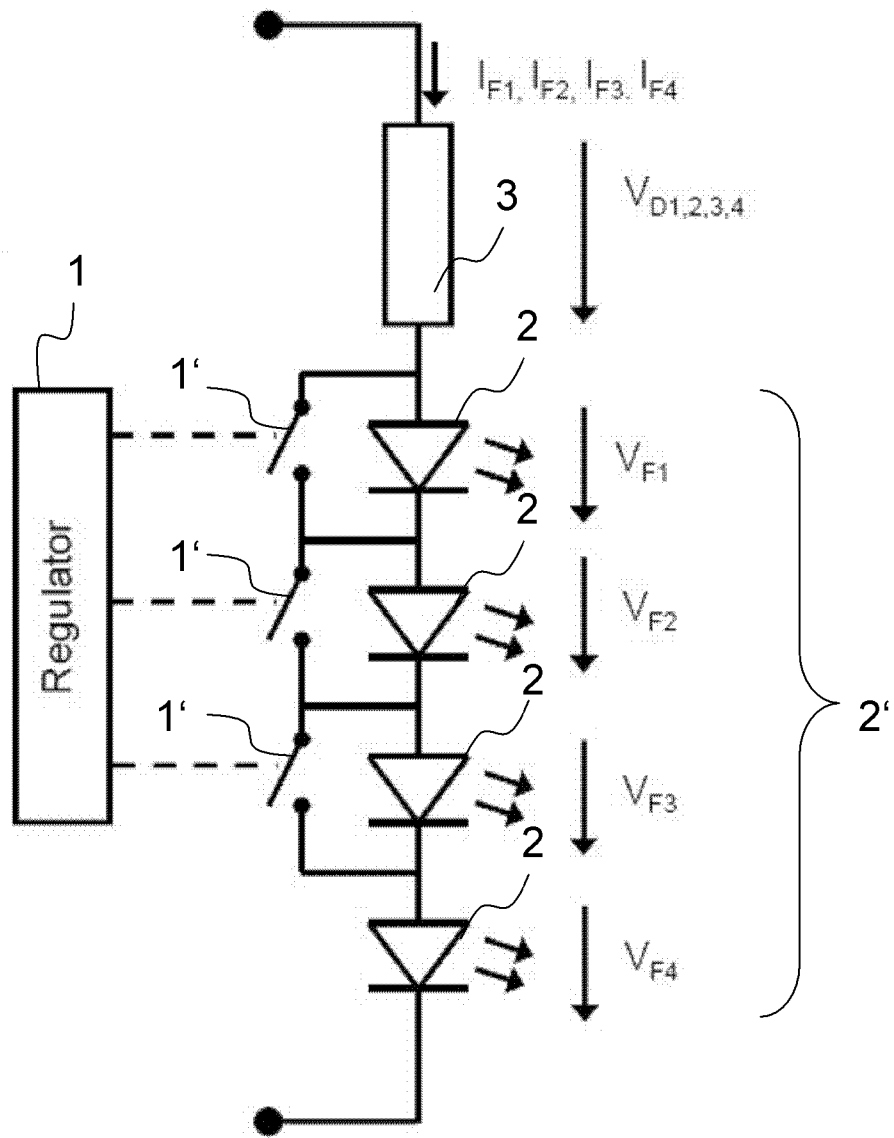 I_F1, I_F2, I_F3, I_F4
V_D1,2,3,4
3
1
2
1‘
V_F1
2
1‘
V_F2
Regulator
2
2‘
1‘
V_F3
2
V_F4